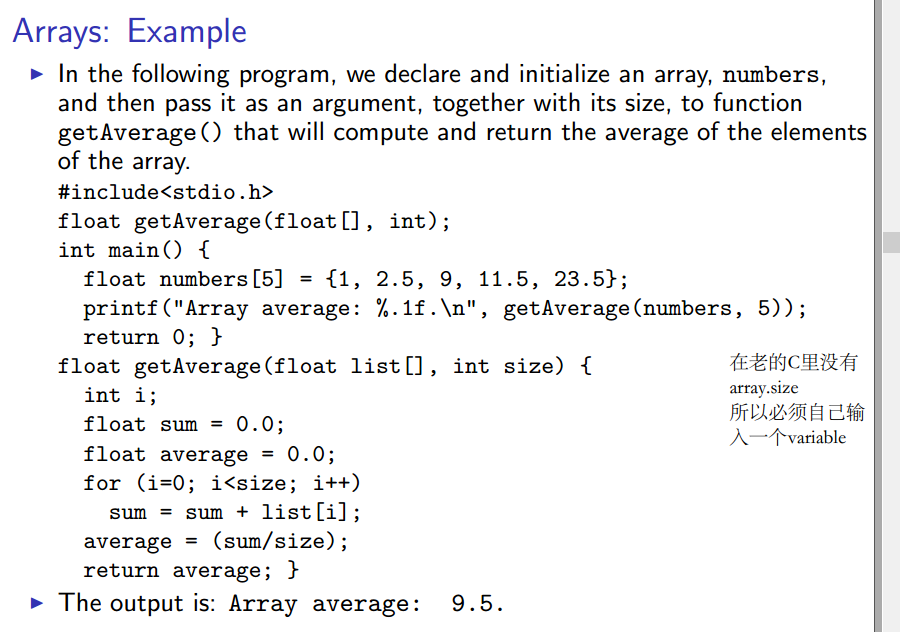 Arrays: Example
▶ In the following program, we declare and initialize an array, numbers,
and then pass it as an argument, together with its size, to function
getAverage() that will compute and return the average of the elements
of the array.
#include<stdio.h>
float getAverage(float[], int);
int main() {
float numbers[5] = {1, 2.5, 9, 11.5, 23.5};
printf("Array average: %.1f.\n", getAverage(numbers, 5));
return 0; }
float getAverage(float list[], int size) {
int i;
float sum = 0.0;
float average = 0.0;
for (i=0; i<size; i++)
sum = sum + list[i];
average = (sum/size);
return average; }
在老的C里没有
array.size
所以必须自己输
入一个variable
▶ The output is: Array average: 9.5.